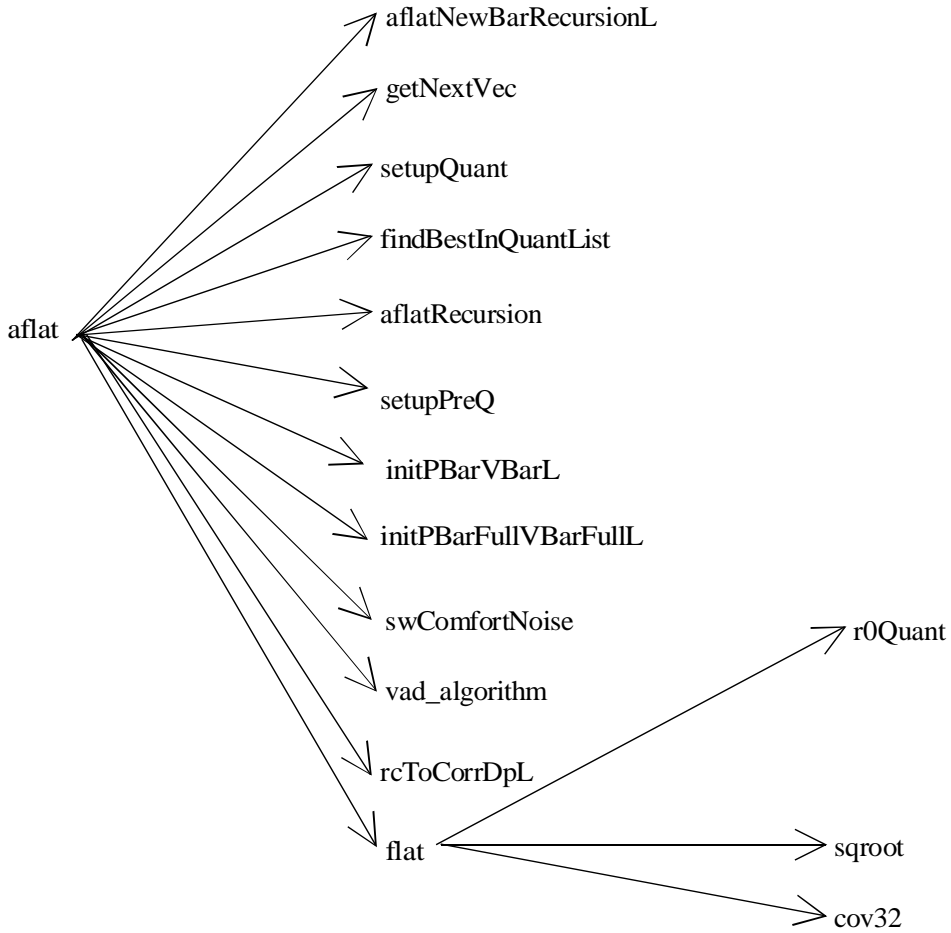 aflatNewBarRecursionL
getNextVec
setupQuant
findBestInQuantList
aflatRecursion
aflat
setupPreQ
initPBarVBarL
initPBarFullVBarFullL
swComfortNoise
r0Quant
vad_algorithm
rcToCorrDpL
flat
sqroot
cov32